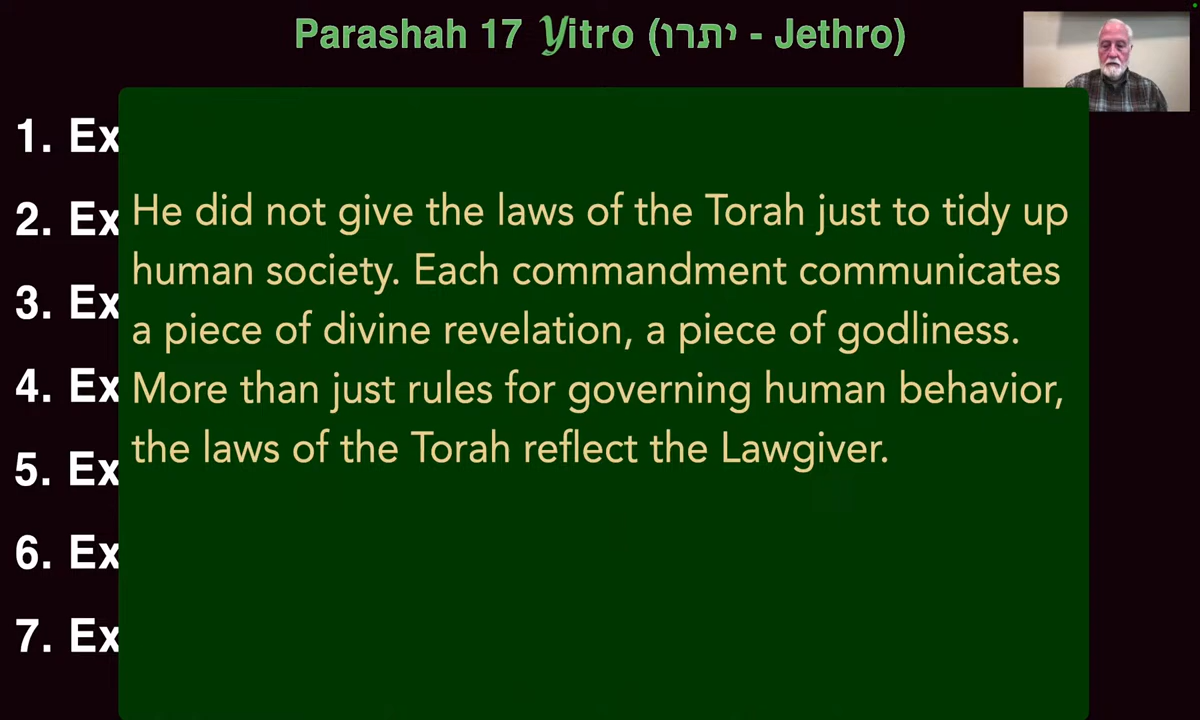 Parashah 17 Yitro (יתרו - Jethro)
1. Ex
2. Ex
3. Ex
4. Ex
5. Ex
6. Ex
7. Ex
He did not give the laws of the Torah just to tidy up
human society. Each commandment communicates
a piece of divine revelation, a piece of godliness.
More than just rules for governing human behavior,
the laws of the Torah reflect the Lawgiver.